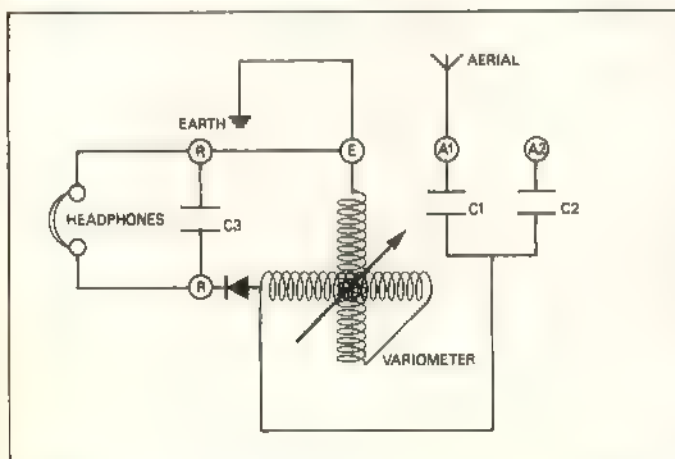 AERIAL
EARTH
R
E
A1
A2
C1
C2
HEADPHONES
C3
R
VARIOMETER